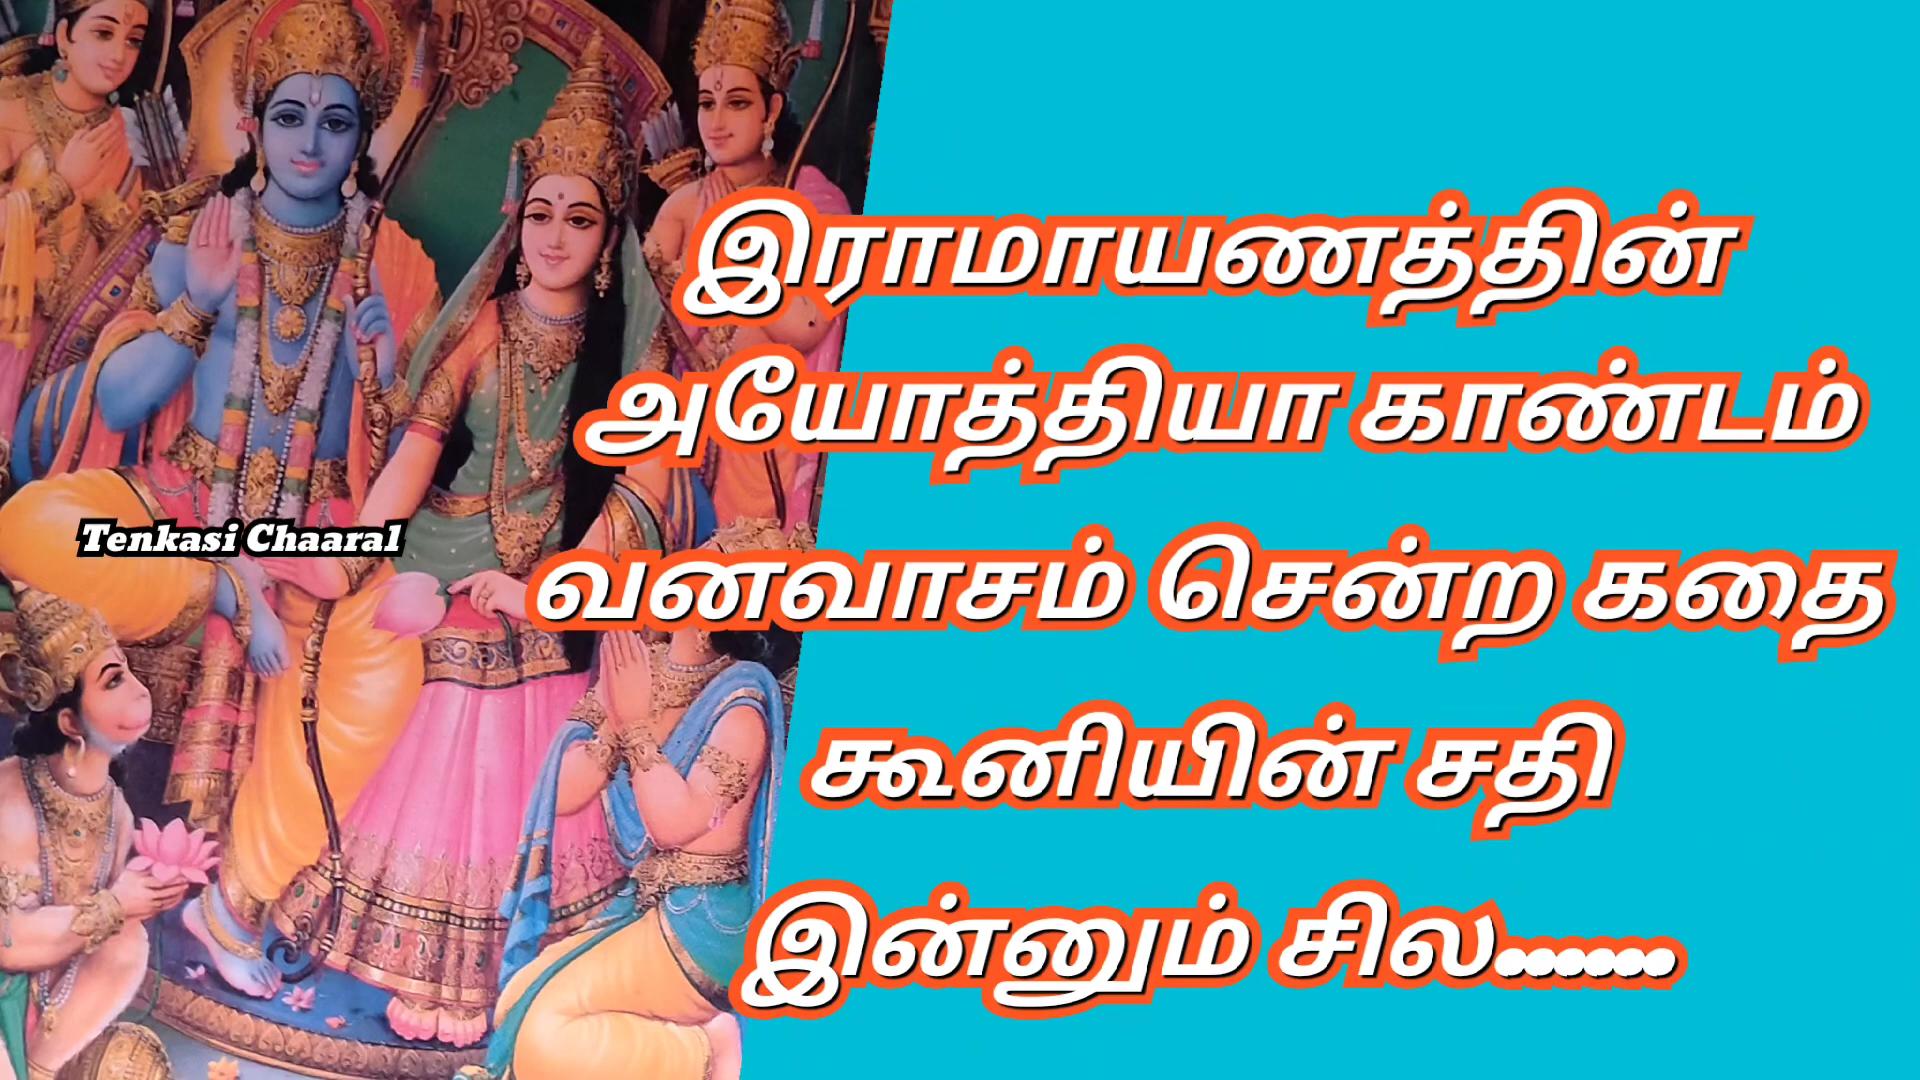 இராமாயணத்தின்
அயோத்தியா காண்டம்
Tenkasi Chaaral
வனவாசம் சென்ற கதை
கூனியின் சதி
இன்னும் சில......